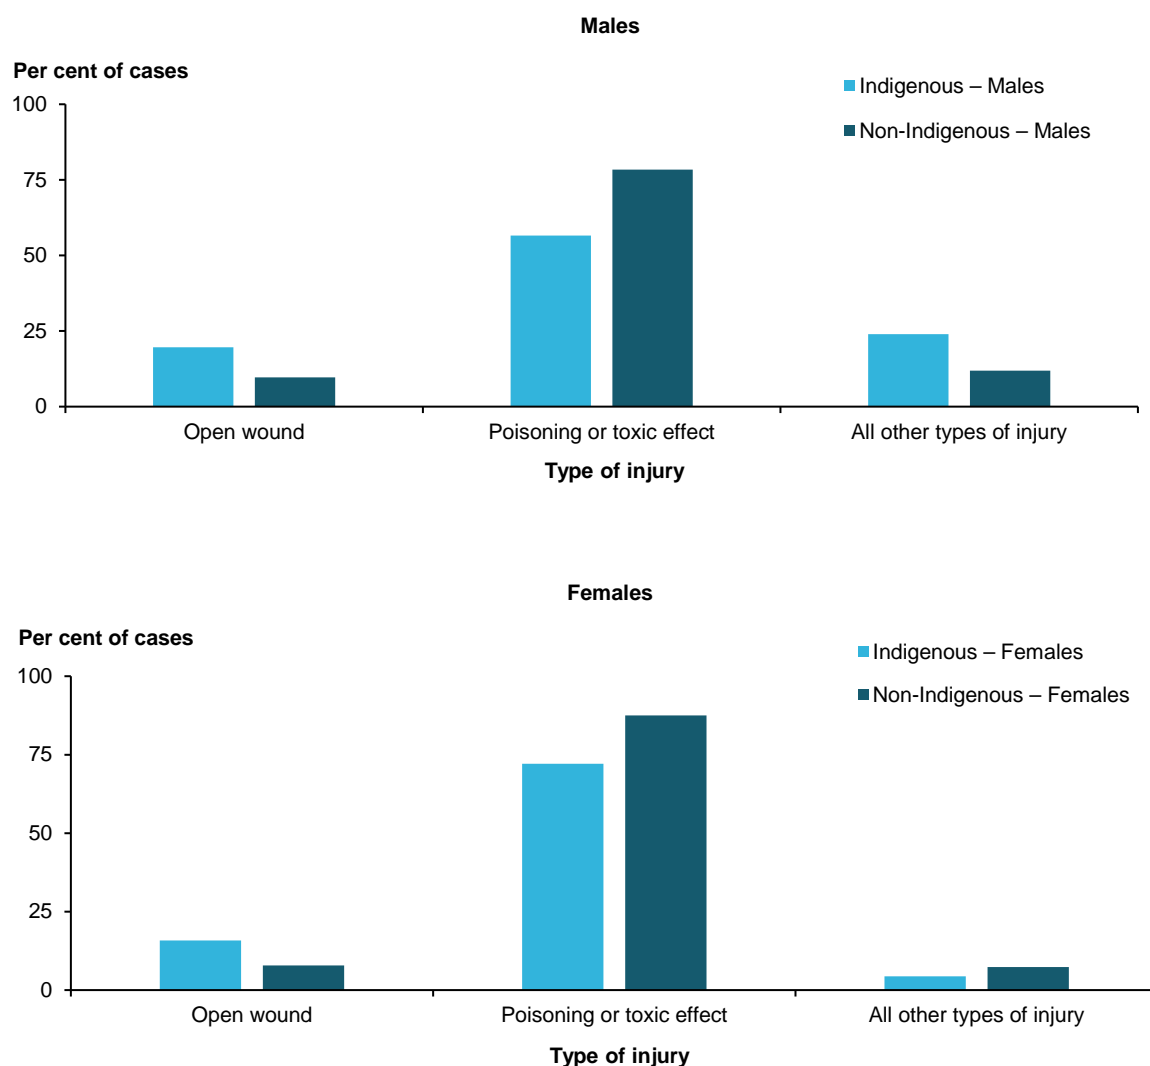 Males
Per cent of cases
Indigenous – Males
Non-Indigenous – Males
100
75
50
25
0
Open wound
Poisoning or toxic effect
All other types of injury
Type of injury
Females
Per cent of cases
Indigenous – Females
Non-Indigenous – Females
100
75
50
25
0
Open wound
Poisoning or toxic effect
All other types of injury
Type of injury